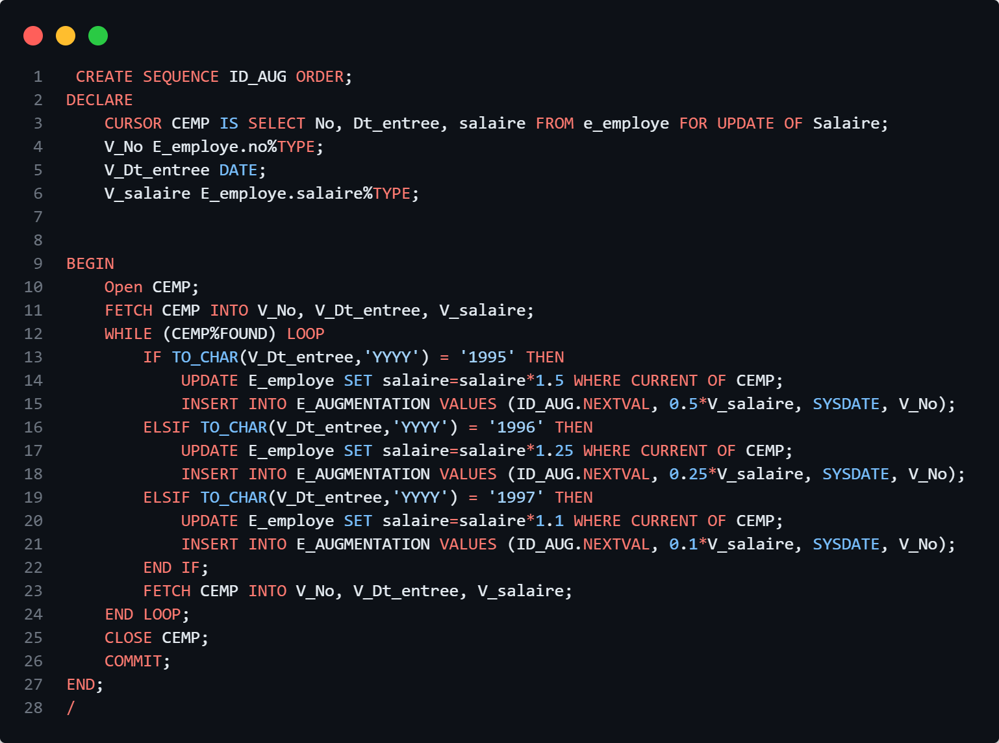 1 CREATE SEQUENCE ID_AUG ORDER;
2 DECLARE
3 CURSOR CEMP IS SELECT No, Dt_entree, salaire FROM e_employe FOR UPDATE OF Salaire;
4 V_No E_employe.no%TYPE;
5 V_Dt_entree DATE;
6 V_salaire E_employe.salaire%TYPE;
7
8
9 BEGIN
10 Open CEMP;
11 FETCH CEMP INTO V_No, V_Dt_entree, V_salaire;
12 WHILE (CEMP%FOUND) LOOP
13 IF TO_CHAR(V_Dt_entree,'YYYY') = '1995' THEN
14 UPDATE E_employe SET salaire=salaire*1.5 WHERE CURRENT OF CEMP;
15 INSERT INTO E_AUGMENTATION VALUES (ID_AUG.NEXTVAL, 0.5*V_salaire, SYSDATE, V_No);
16 ELSIF TO_CHAR(V_Dt_entree,'YYYY') = '1996' THEN
17 UPDATE E_employe SET salaire=salaire*1.25 WHERE CURRENT OF CEMP;
18 INSERT INTO E_AUGMENTATION VALUES (ID_AUG.NEXTVAL, 0.25*V_salaire, SYSDATE, V_No);
19 ELSIF TO_CHAR(V_Dt_entree,'YYYY') = '1997' THEN
20 UPDATE E_employe SET salaire=salaire*1.1 WHERE CURRENT OF CEMP;
21 INSERT INTO E_AUGMENTATION VALUES (ID_AUG.NEXTVAL, 0.1*V_salaire, SYSDATE, V_No);
22 END IF;
23 FETCH CEMP INTO V_No, V_Dt_entree, V_salaire;
24 END LOOP;
25 CLOSE CEMP;
26 COMMIT;
27 END;
28 /